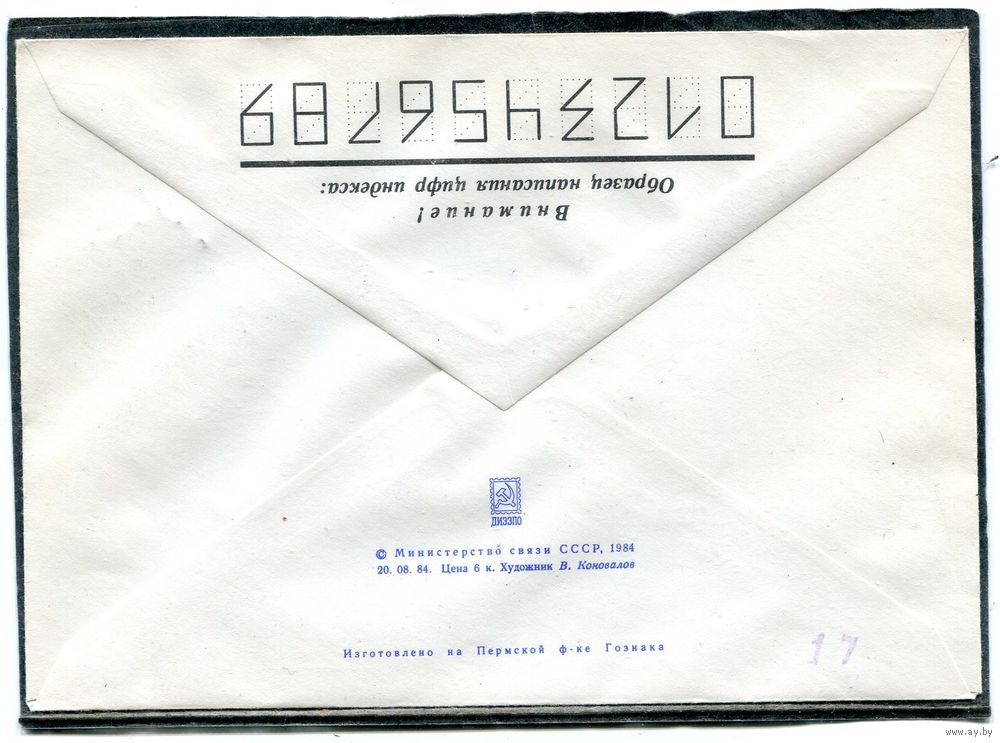 Внимание!
Образец написания цифр индекса:
0123456789
ДИЭЗПО
© Министерство связи СССР, 1984
20. 08. 84. Цена 6 к. Художник В. Коновалов
Изготовлено на Пермской ф-ке Гознака
17
www.ay.by